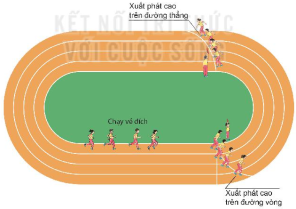 Xuất phát cao
trên đường thẳng
KẾT NỐI TRI THỨC
VỚI CUỘC SỐNG
Chạy về đích
Xuất phát cao
trên đường vòng